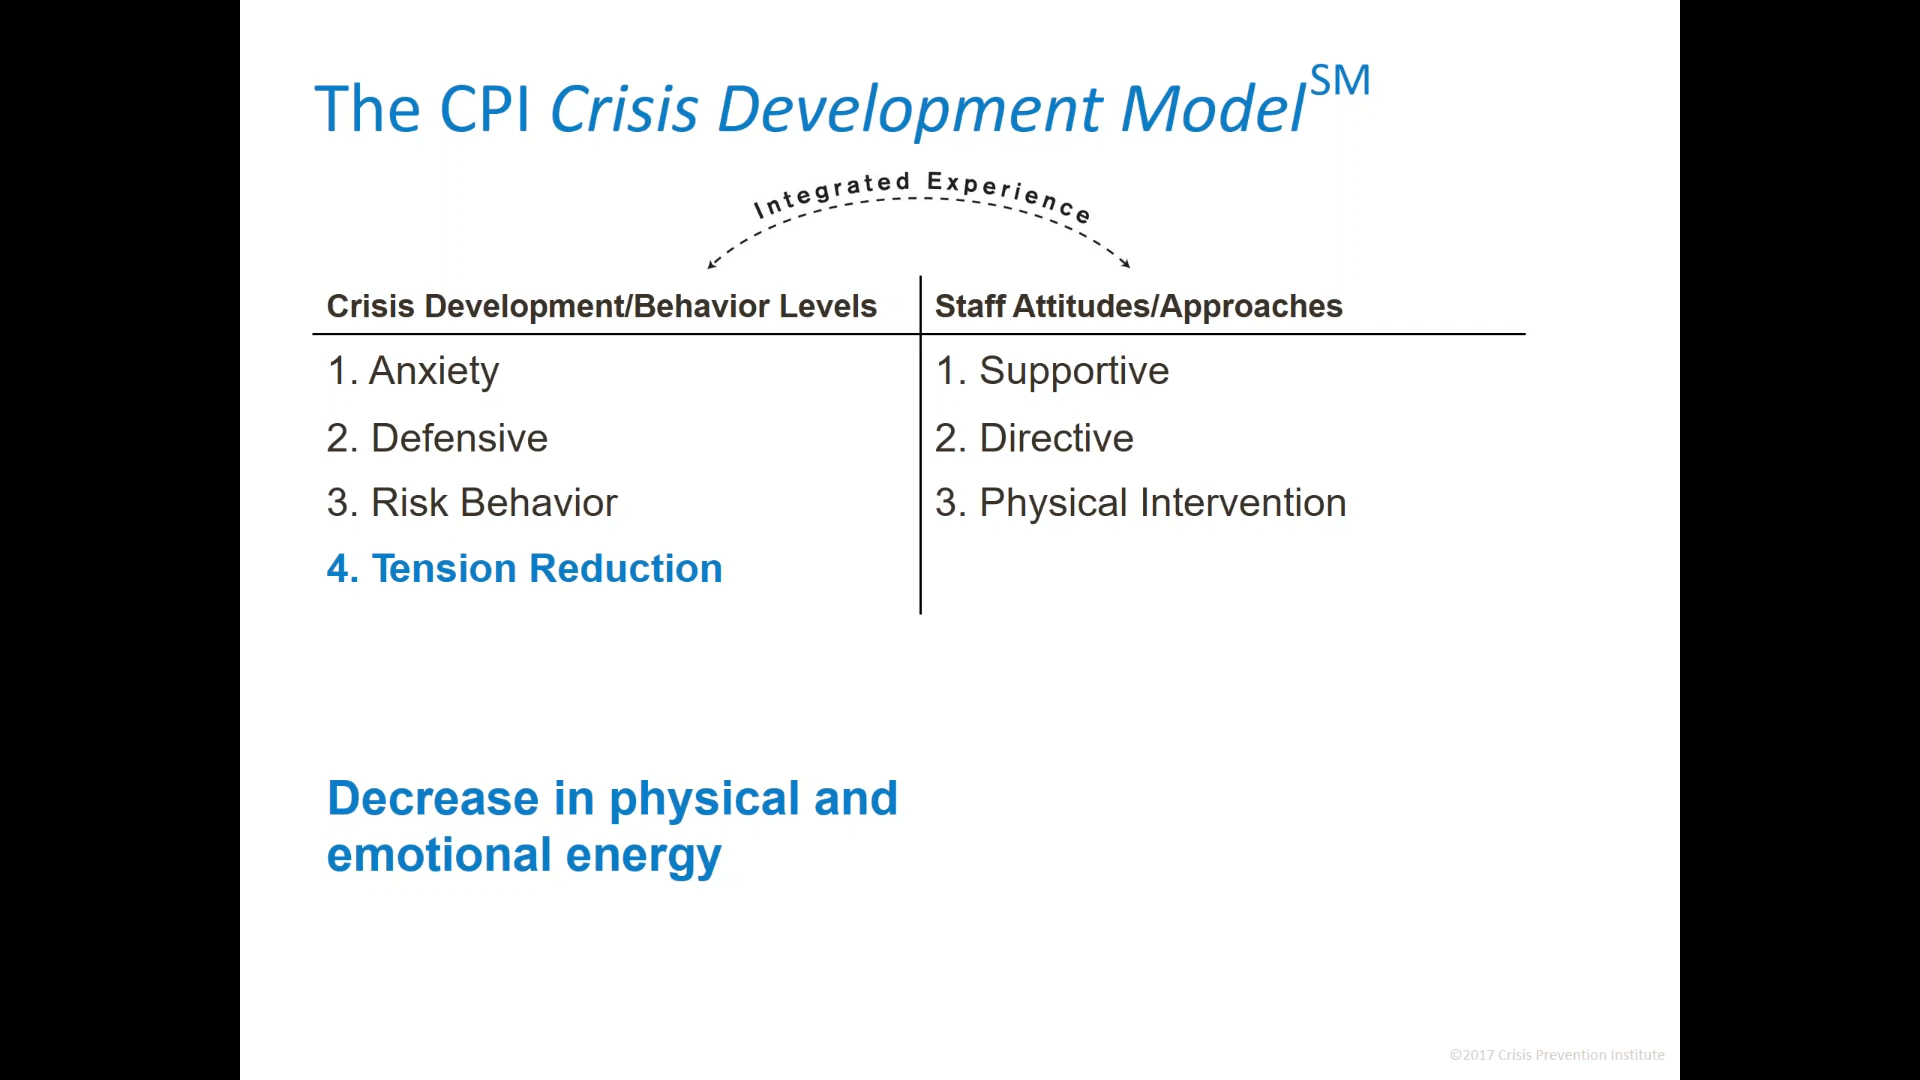 The CPI Crisis Development Model SM
Integrated Experience
Crisis Development/Behavior Levels
Staff Attitudes/Approaches
1. Anxiety
1. Supportive
2. Defensive
2. Directive
3. Risk Behavior
3. Physical Intervention
4. Tension Reduction
Decrease in physical and
emotional energy
©2017 Crisis Prevention Institute